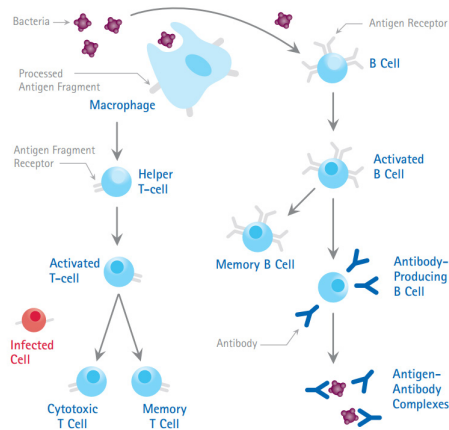 Bacteria
Antigen Receptor
B Cell
Processed
Antigen Fragment
Macrophage
Antigen Fragment
Receptor
Helper
T-cell
Activated
B Cell
Memory B Cell
Activated
T-cell
Antibody-
Producing
B Cell
Infected
Cell
Antibody
Cytotoxic
T Cell
Memory
T Cell
Antigen-
Antibody
Complexes